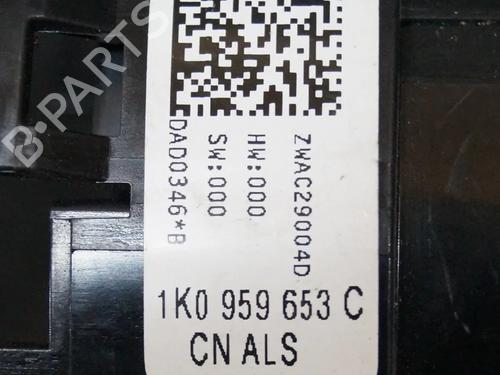 B-PARTS
DAD0346*B
SW:000
HW:000
ZWAC29004D
1K0 959 653 C
CN ALS